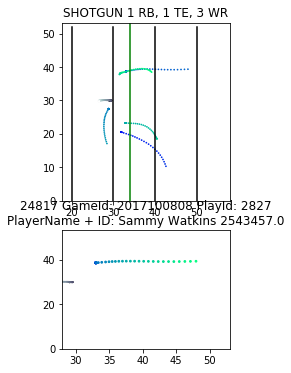 SHOTGUN 1 RB, 1 TE, 3 WR
50
40
30
20
10
0
20 30 40 50
24817 GameId: 2017100808 PlayId: 2827
PlayerName + ID: Sammy Watkins 2543457.0
40
20
0
30 35 40 45 50